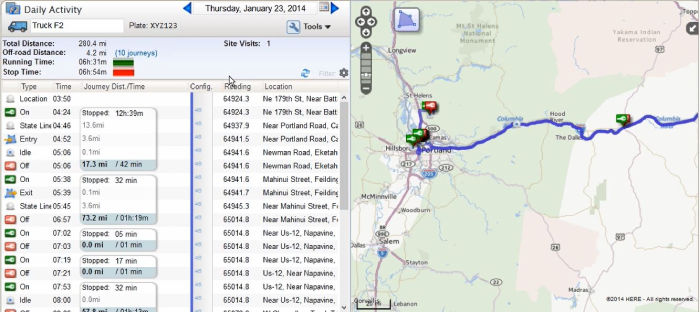 Daily Activity
Thursday, January 23, 2014
Truck F2
Plate: XYZ123
Tools
Total Distance: 280.4 mi
Site Visits: 1
Off-road Distance: 4.2 mi (10 journeys)
Running Time: 06h:31m
Stop Time: 06h:54m
Filter
Type Time Journey Dist./Time Config. Reading Location
Location 03:50 64924.3 Ne 179th St, Near Batt
On 04:24 Stopped: 12h:39m 64924.3 Ne 179th St, Near Batt
State Line 04:46 13.6mi 64937.9 Near Portland Road, Ca
Entry 04:52 3.6mi 64941.5 Near Portland Road, K
Idle 05:06 0.1mi 64941.6 Newman Road, Eketah
Off 05:06 17.3 mi / 42 min 64941.6 Newman Road, Eketah
On 05:38 Stopped: 32 min 64941.6 Mahinui Street, Feilding
Exit 05:39 0.1mi 64941.7 Mahinui Street, Feilding
State Line 05:45 3.6mi 64945.3 Near Mahinui Street, F
Off 06:57 73.2 mi / 01h:19m 65014.8 Near Mahinui Street, Fe
On 07:02 Stopped: 05 min 65014.8 Near Us-12, Napavine,
Off 07:03 0.0 mi / 01 min 65014.8 Near Us-12, Napavine,
On 07:19 Stopped: 17 min 65014.8 Near Us-12, Napavine,
Off 07:21 0.0 mi / 01 min 65014.8 Us-12, Near Napavine,
On 07:53 Stopped: 32 min 65014.8 Us-12, Near Napavine,
Idle 08:00 0.0mi 65014.8 Near Us-12, Napavine,
Longview
Mt St Helens
National
Monument
Yakama Indian
Reservation
St Helens
Hood
River
Columbia
The Dalles
Camas
Hillsboro
Portland
McMinnville
Woodburn
Salem
Dallas
Stayton
Corvallis
Lebanon
©2014 HERE - All rights reserved